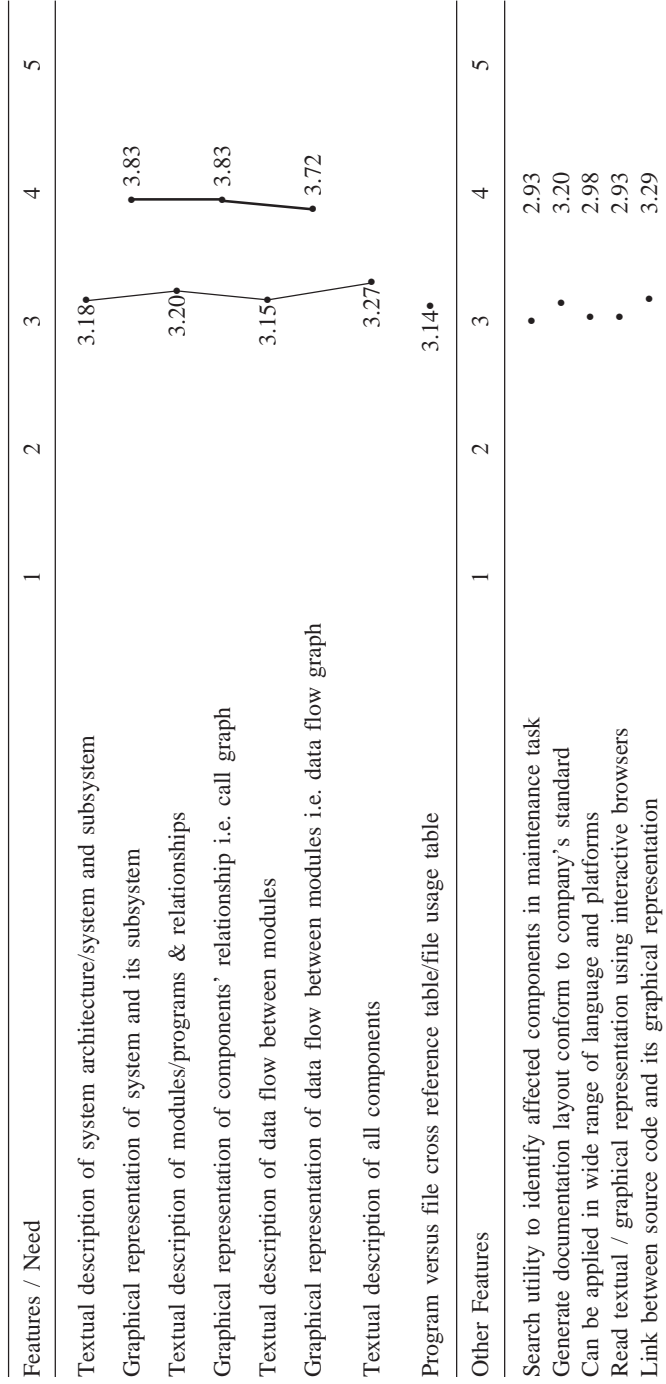 Features / Need 1 2 3 4 5
Textual description of system architecture/system and subsystem 3.18
Graphical representation of system and its subsystem 3.83
Textual description of modules/programs & relationships 3.20
Graphical representation of components' relationship i.e. call graph 3.83
Textual description of data flow between modules 3.15
Graphical representation of data flow between modules i.e. data flow graph 3.72
Textual description of all components 3.27
Program versus file cross reference table/file usage table 3.14
Other Features 1 2 3 4 5
Search utility to identify affected components in maintenance task 2.93
Generate documentation layout conform to company's standard 3.20
Can be applied in wide range of language and platforms 2.98
Read textual / graphical representation using interactive browsers 2.93
Link between source code and its graphical representation 3.29